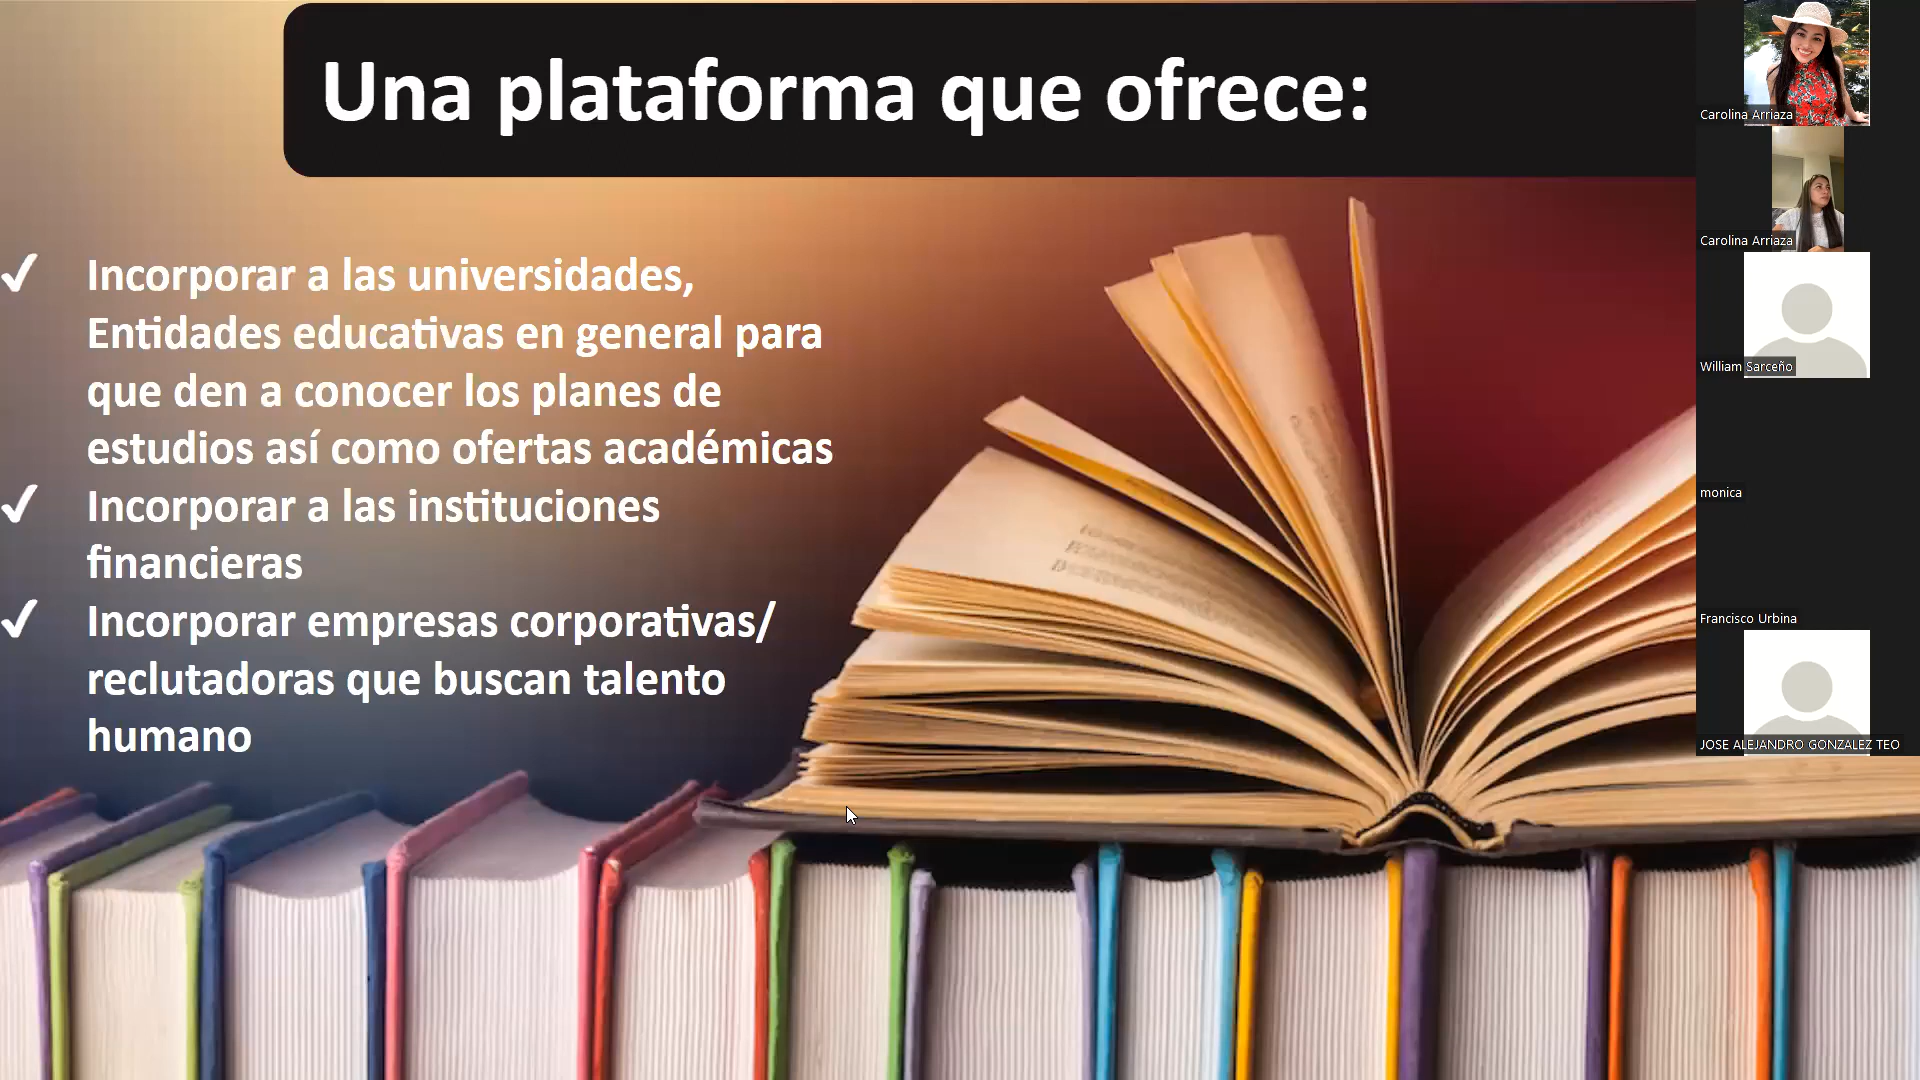 Una plataforma que ofrece:
✓ Incorporar a las universidades,
Entidades educativas en general para
que den a conocer los planes de
estudios así como ofertas académicas
✓ Incorporar a las instituciones
financieras
✓ Incorporar empresas corporativas/
reclutadoras que buscan talento
humano
Carolina Arriaza
Carolina Arriaza
William Sarceño
monica
Francisco Urbina
JOSE ALEJANDRO GONZALEZ TEO